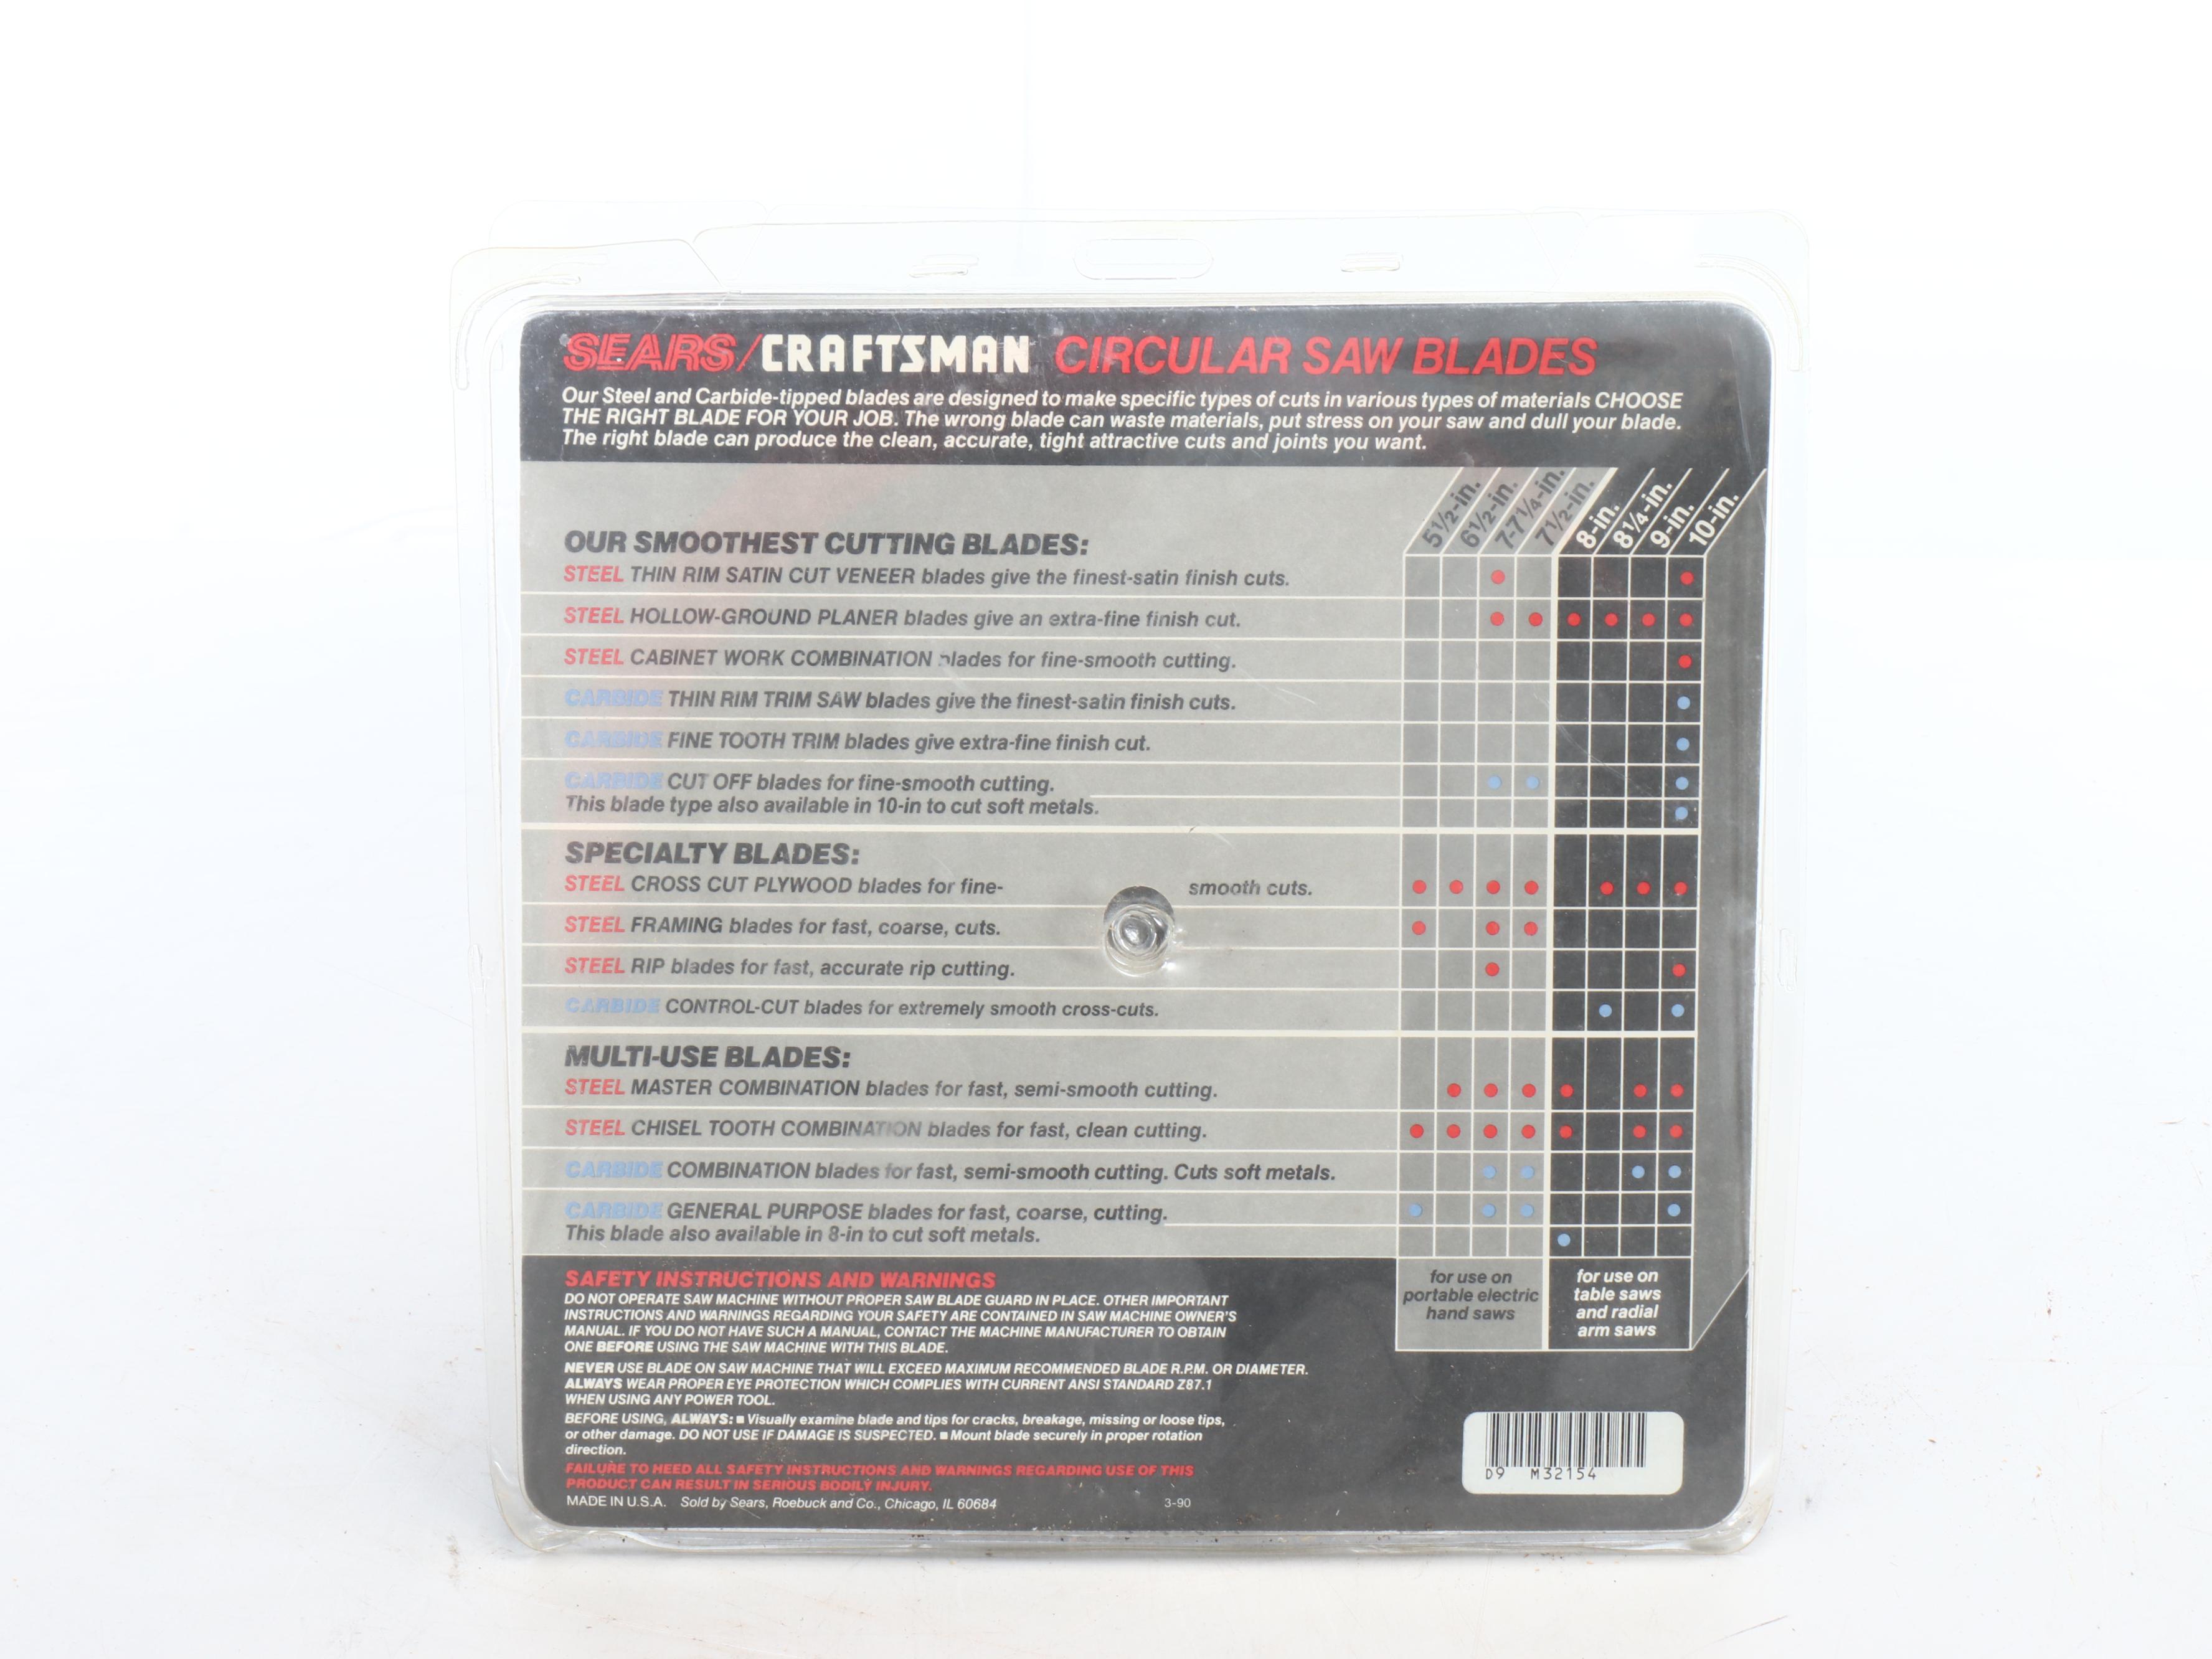 SEARS/CRAFTSMAN CIRCULAR SAW BLADES
Our Steel and Carbide-tipped blades are designed to make specific types of cuts in various types of materials CHOOSE
THE RIGHT BLADE FOR YOUR JOB. The wrong blade can waste materials, put stress on your saw and dull your blade.
The right blade can produce the clean, accurate, tight attractive cuts and joints you want.
5½-in. 6½-in. 7-7¼-in. 7½-in. 8-in. 8¼-in. 9-in. 10-in.
OUR SMOOTHEST CUTTING BLADES:
STEEL THIN RIM SATIN CUT VENEER blades give the finest-satin finish cuts.
STEEL HOLLOW-GROUND PLANER blades give an extra-fine finish cut.
STEEL CABINET WORK COMBINATION blades for fine-smooth cutting.
CARBIDE THIN RIM TRIM SAW blades give the finest-satin finish cuts.
CARBIDE FINE TOOTH TRIM blades give extra-fine finish cut.
CARBIDE CUT OFF blades for fine-smooth cutting.
This blade type also available in 10-in to cut soft metals.
SPECIALTY BLADES:
STEEL CROSS CUT PLYWOOD blades for fine- smooth cuts.
STEEL FRAMING blades for fast, coarse, cuts.
STEEL RIP blades for fast, accurate rip cutting.
CARBIDE CONTROL-CUT blades for extremely smooth cross-cuts.
MULTI-USE BLADES:
STEEL MASTER COMBINATION blades for fast, semi-smooth cutting.
STEEL CHISEL TOOTH COMBINATION blades for fast, clean cutting.
CARBIDE COMBINATION blades for fast, semi-smooth cutting. Cuts soft metals.
CARBIDE GENERAL PURPOSE blades for fast, coarse, cutting.
This blade also available in 8-in to cut soft metals.
for use on
portable electric
hand saws
for use on
table saws
and radial
arm saws
SAFETY INSTRUCTIONS AND WARNINGS
DO NOT OPERATE SAW MACHINE WITHOUT PROPER SAW BLADE GUARD IN PLACE. OTHER IMPORTANT
INSTRUCTIONS AND WARNINGS REGARDING YOUR SAFETY ARE CONTAINED IN SAW MACHINE OWNER'S
MANUAL. IF YOU DO NOT HAVE SUCH A MANUAL, CONTACT THE MACHINE MANUFACTURER TO OBTAIN
ONE BEFORE USING THE SAW MACHINE WITH THIS BLADE.
NEVER USE BLADE ON SAW MACHINE THAT WILL EXCEED MAXIMUM RECOMMENDED BLADE R.P.M. OR DIAMETER.
ALWAYS WEAR PROPER EYE PROTECTION WHICH COMPLIES WITH CURRENT ANSI STANDARD Z87.1
WHEN USING ANY POWER TOOL.
BEFORE USING, ALWAYS: ■ Visually examine blade and tips for cracks, breakage, missing or loose tips,
or other damage. DO NOT USE IF DAMAGE IS SUSPECTED. ■ Mount blade securely in proper rotation
direction.
FAILURE TO HEED ALL SAFETY INSTRUCTIONS AND WARNINGS REGARDING USE OF THIS
PRODUCT CAN RESULT IN SERIOUS BODILY INJURY.
MADE IN U.S.A. Sold by Sears, Roebuck and Co., Chicago, IL 60684 3-90
D9 M32154